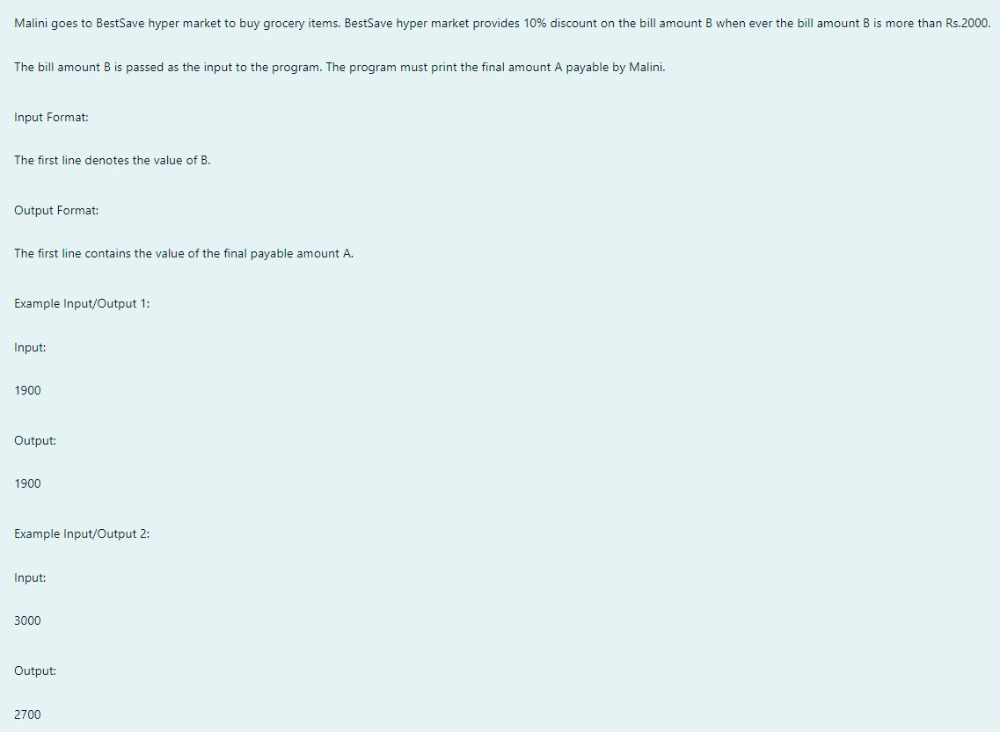 Malini goes to BestSave hyper market to buy grocery items. BestSave hyper market provides 10% discount on the bill amount B when ever the bill amount B is more than Rs.2000.
The bill amount B is passed as the input to the program. The program must print the final amount A payable by Malini.
Input Format:
The first line denotes the value of B.
Output Format:
The first line contains the value of the final payable amount A.
Example Input/Output 1:
Input:
1900
Output:
1900
Example Input/Output 2:
Input:
3000
Output:
2700